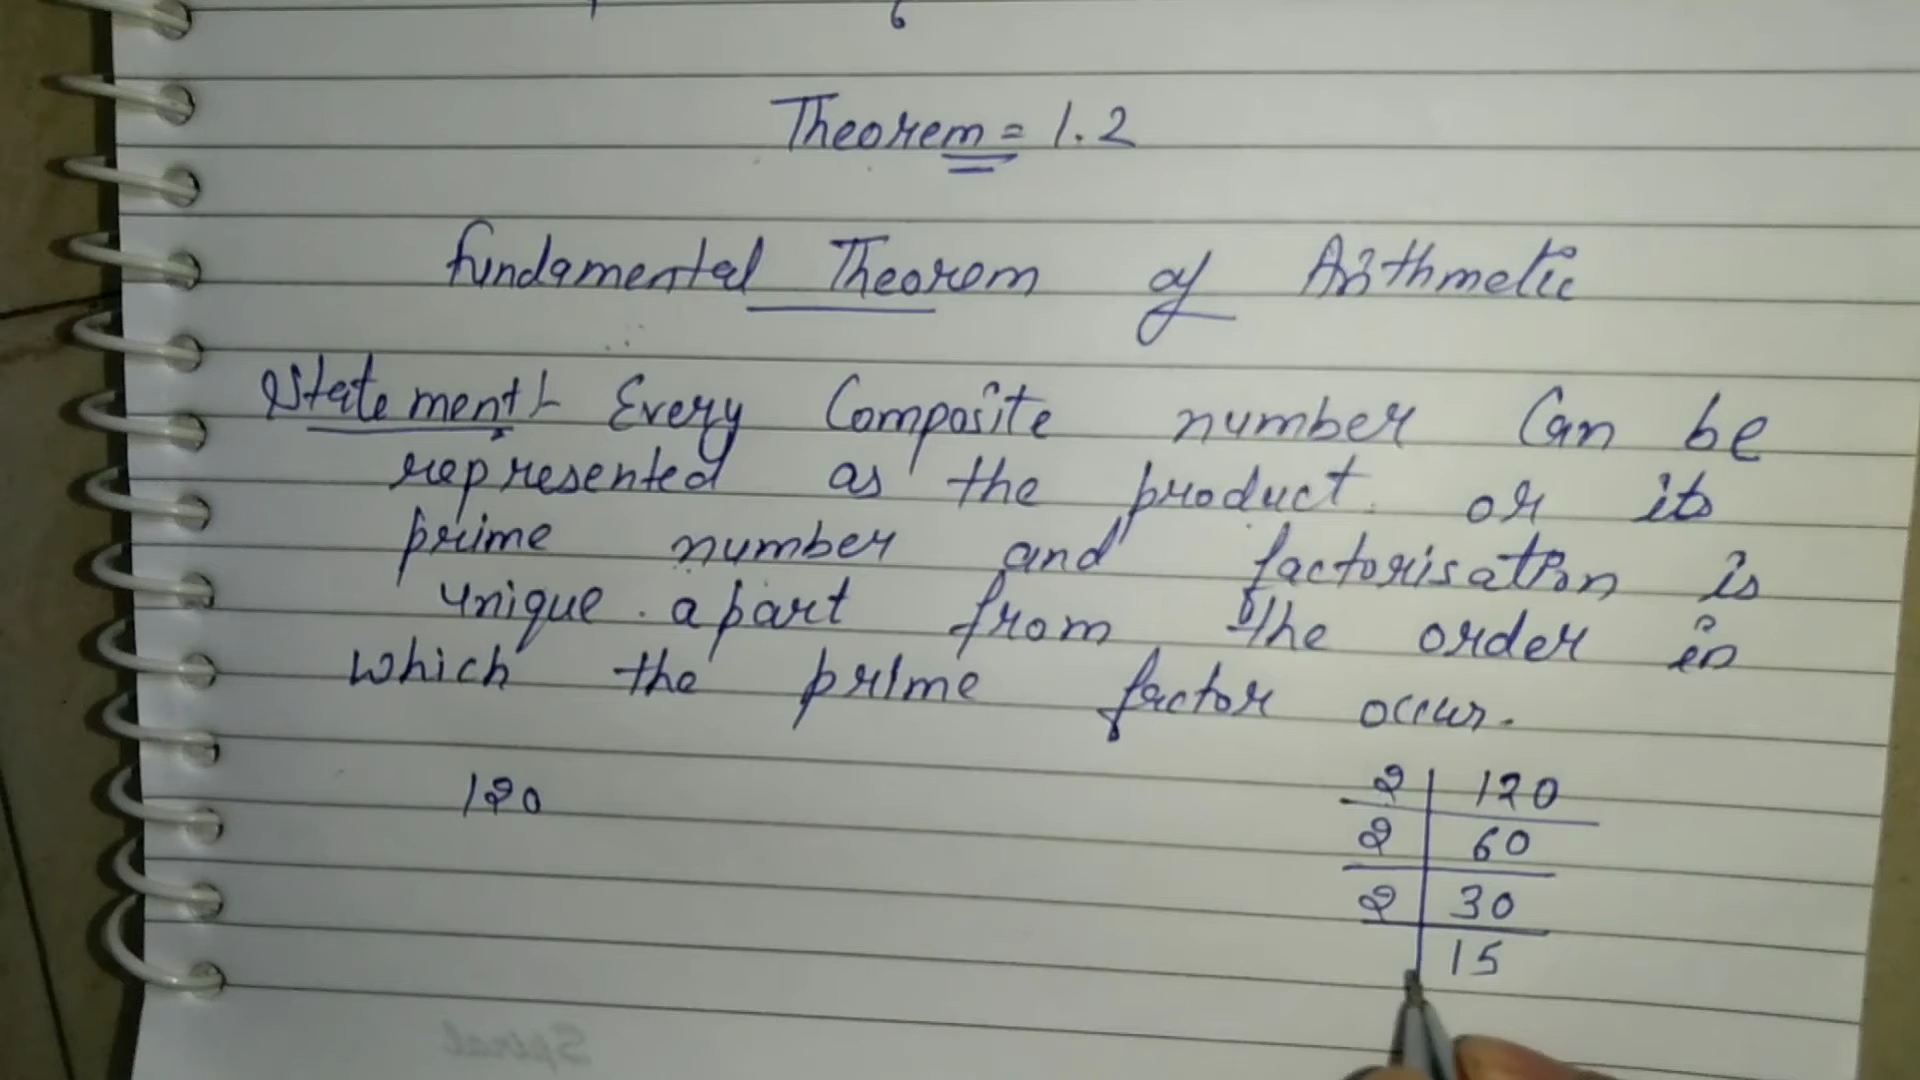 6
Theorem = 1.2
Fundamental Theorem of Arithmetic
Statement:- Every Composite number Can be
represented as the product or its
prime number and factorisation is
unique. apart from the order in
which the prime factor occur.
120
2 | 120
2 | 60
2 | 30
15
Spiral